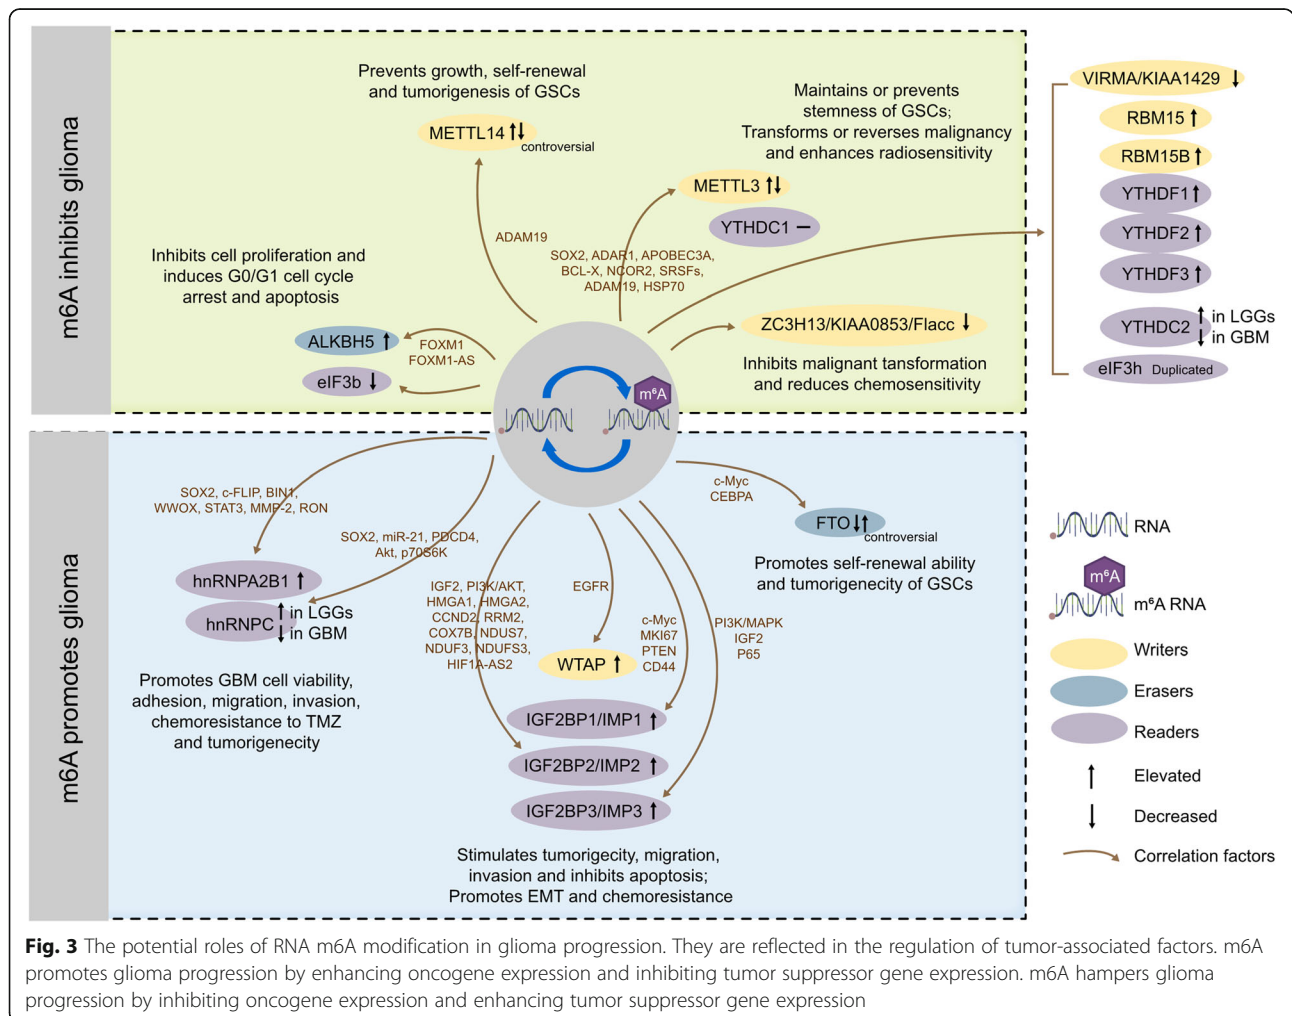 m6A inhibits glioma
Prevents growth, self-renewal
and tumorigenesis of GSCs
METTL14
controversial
Maintains or prevents
stemness of GSCs;
Transforms or reverses malignancy
and enhances radiosensitivity
METTL3
YTHDC1
ADAM19
SOX2, ADAR1, APOBEC3A,
BCL-X, NCOR2, SRSFs,
ADAM19, HSP70
Inhibits cell proliferation and
induces G0/G1 cell cycle
arrest and apoptosis
ALKBH5
FOXM1
FOXM1-AS
eIF3b
ZC3H13/KIAA0853/Flacc
Inhibits malignant tansformation
and reduces chemosensitivity
m⁶A
VIRMA/KIAA1429
RBM15
RBM15B
YTHDF1
YTHDF2
YTHDF3
YTHDC2
in LGGs
in GBM
eIF3h Duplicated
m6A promotes glioma
SOX2, c-FLIP, BIN1,
WWOX, STAT3, MMP-2, RON
SOX2, miR-21, PDCD4,
Akt, p70S6K
hnRNPA2B1
hnRNPC
in LGGs
in GBM
Promotes GBM cell viability,
adhesion, migration, invasion,
chemoresistance to TMZ
and tumorigenecity
IGF2, PI3K/AKT,
HMGA1, HMGA2,
CCND2, RRM2,
COX7B, NDUS7,
NDUF3, NDUFS3,
HIF1A-AS2
EGFR
WTAP
c-Myc
MKI67
PTEN
CD44
PI3K/MAPK
IGF2
P65
c-Myc
CEBPA
FTO
controversial
Promotes self-renewal ability
and tumorigenecity of GSCs
IGF2BP1/IMP1
IGF2BP2/IMP2
IGF2BP3/IMP3
Stimulates tumorigecity, migration,
invasion and inhibits apoptosis;
Promotes EMT and chemoresistance
RNA
m⁶A
m⁶A RNA
Writers
Erasers
Readers
Elevated
Decreased
Correlation factors
Fig. 3 The potential roles of RNA m6A modification in glioma progression. They are reflected in the regulation of tumor-associated factors. m6A
promotes glioma progression by enhancing oncogene expression and inhibiting tumor suppressor gene expression. m6A hampers glioma
progression by inhibiting oncogene expression and enhancing tumor suppressor gene expression